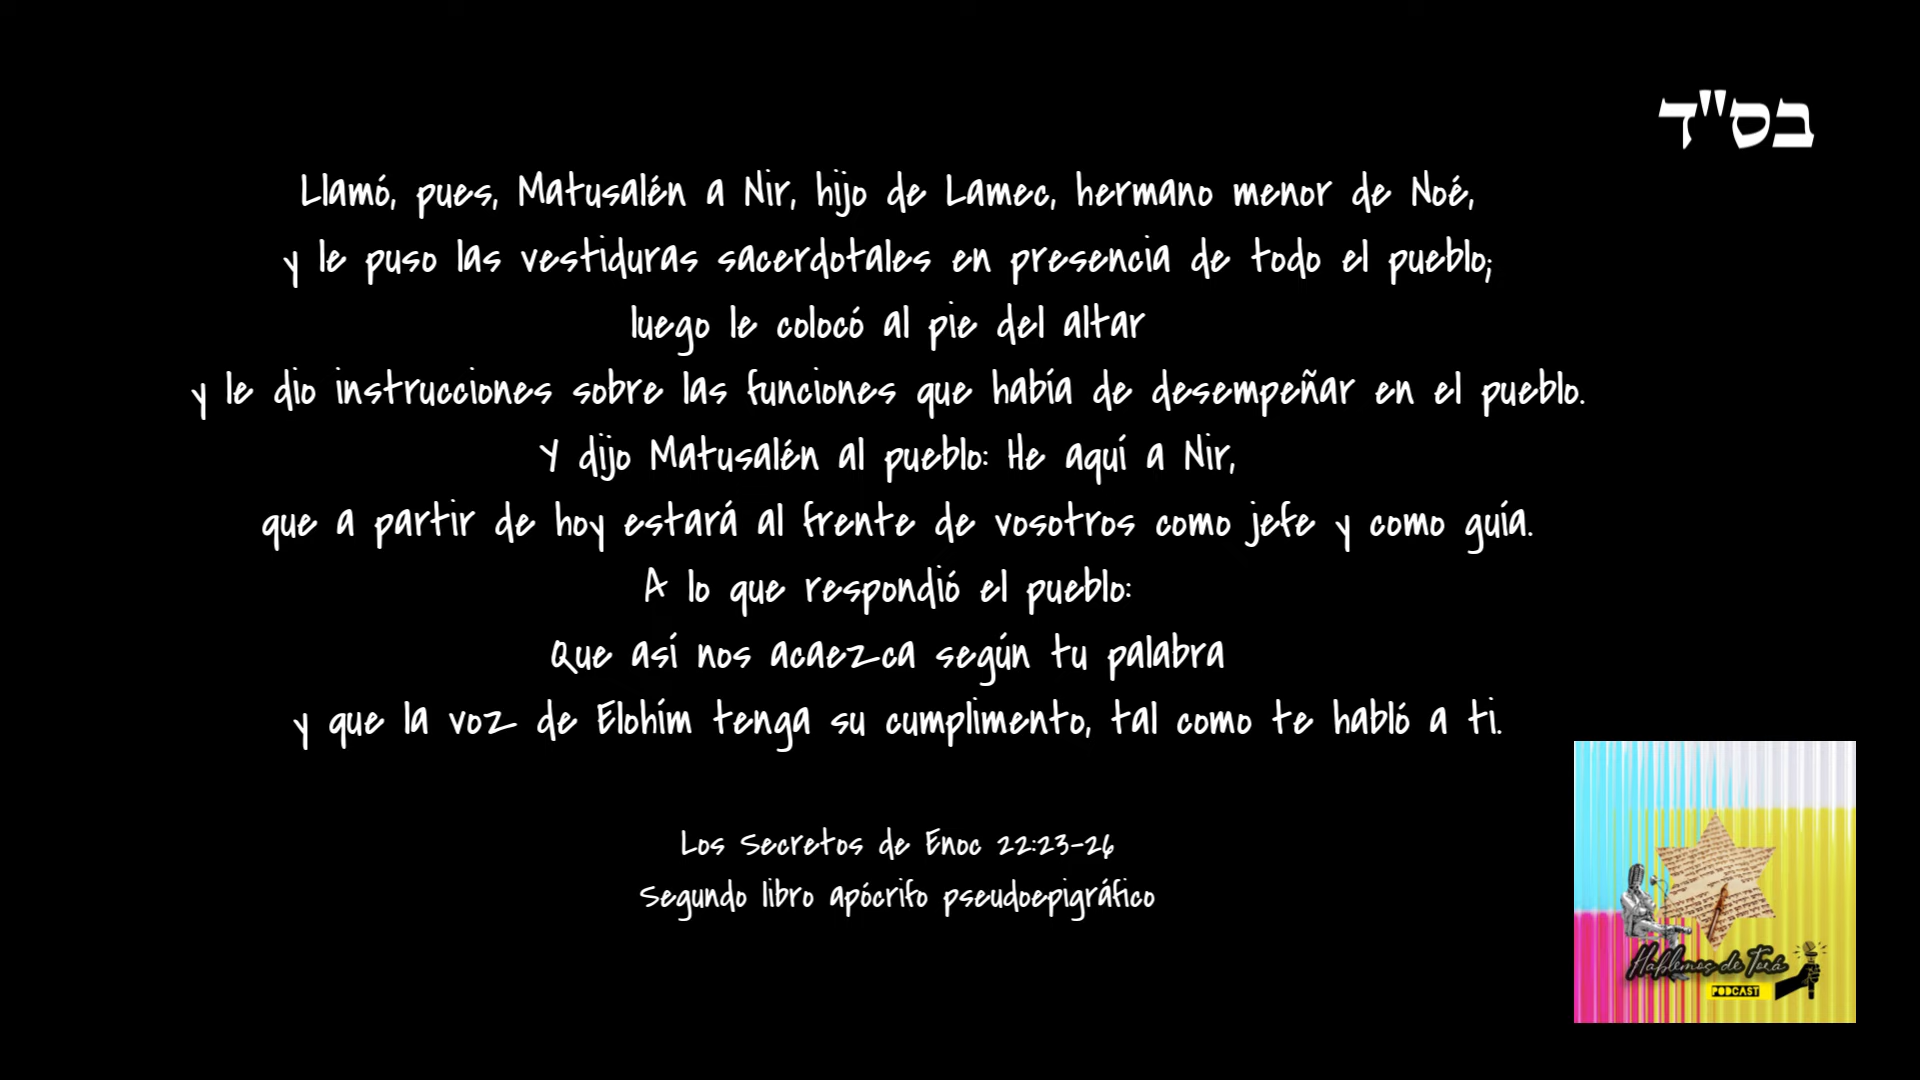 בס"ד
Llamó, pues, Matusalén a Nir, hijo de Lamec, hermano menor de Noé,
y le puso las vestiduras sacerdotales en presencia de todo el pueblo;
luego le colocó al pie del altar
y le dio instrucciones sobre las funciones que había de desempeñar en el pueblo.
Y dijo Matusalén al pueblo: He aquí a Nir,
que a partir de hoy estará al frente de vosotros como jefe y como guía.
A lo que respondió el pueblo:
Que así nos acaezca según tu palabra
y que la voz de Elohím tenga su cumplimento, tal como te habló a ti.
Los Secretos de Enoc 22:23-26
Segundo libro apócrifo pseudoepigráfico
Hablemos de Torá
PODCAST